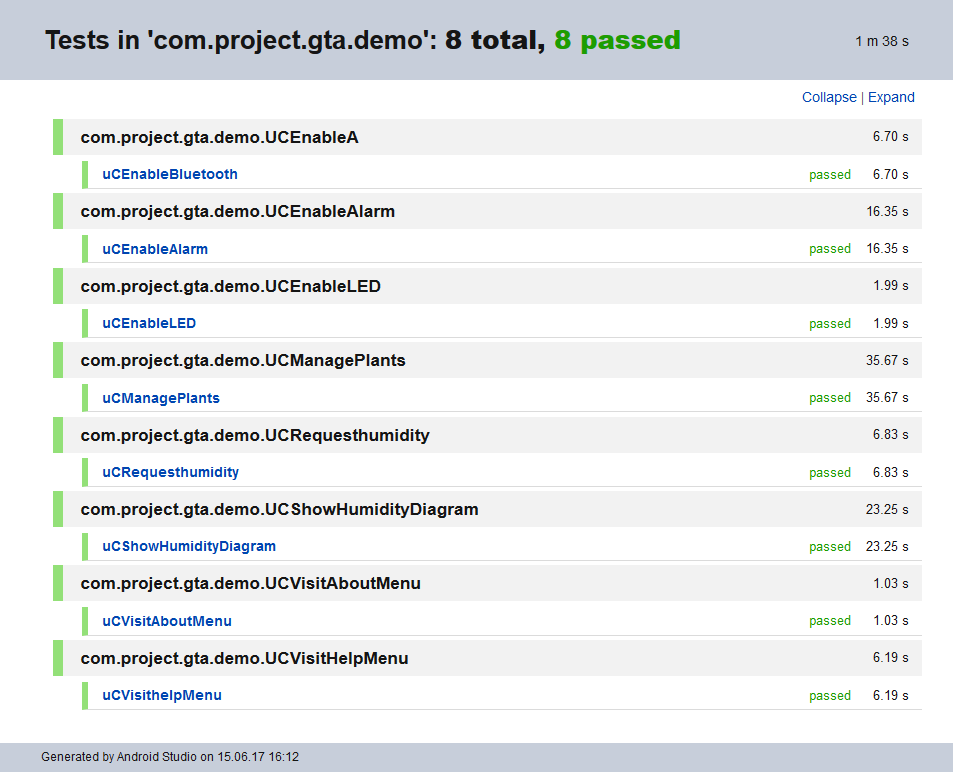 Tests in 'com.project.gta.demo': 8 total, 8 passed 1 m 38 s
Collapse | Expand
com.project.gta.demo.UCEnableA 6.70 s
uCEnableBluetooth passed 6.70 s
com.project.gta.demo.UCEnableAlarm 16.35 s
uCEnableAlarm passed 16.35 s
com.project.gta.demo.UCEnableLED 1.99 s
uCEnableLED passed 1.99 s
com.project.gta.demo.UCManagePlants 35.67 s
uCManagePlants passed 35.67 s
com.project.gta.demo.UCRequesthumidity 6.83 s
uCRequesthumidity passed 6.83 s
com.project.gta.demo.UCShowHumidityDiagram 23.25 s
uCShowHumidityDiagram passed 23.25 s
com.project.gta.demo.UCVisitAboutMenu 1.03 s
uCVisitAboutMenu passed 1.03 s
com.project.gta.demo.UCVisitHelpMenu 6.19 s
uCVisithelpMenu passed 6.19 s
Generated by Android Studio on 15.06.17 16:12